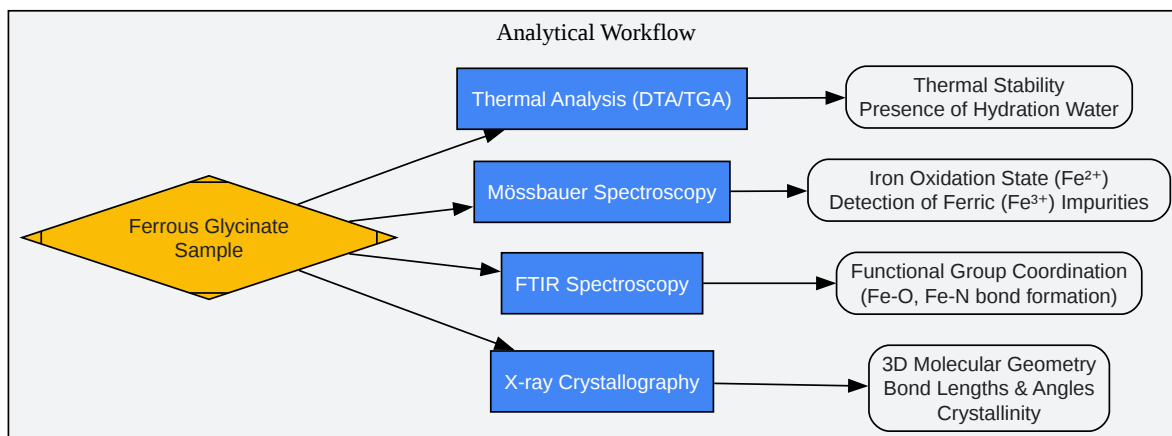 Analytical Workflow
Ferrous Glycinate
Sample
Thermal Analysis (DTA/TGA)
Thermal Stability
Presence of Hydration Water
Mössbauer Spectroscopy
Iron Oxidation State (Fe²⁺)
Detection of Ferric (Fe³⁺) Impurities
FTIR Spectroscopy
Functional Group Coordination
(Fe-O, Fe-N bond formation)
X-ray Crystallography
3D Molecular Geometry
Bond Lengths & Angles
Crystallinity